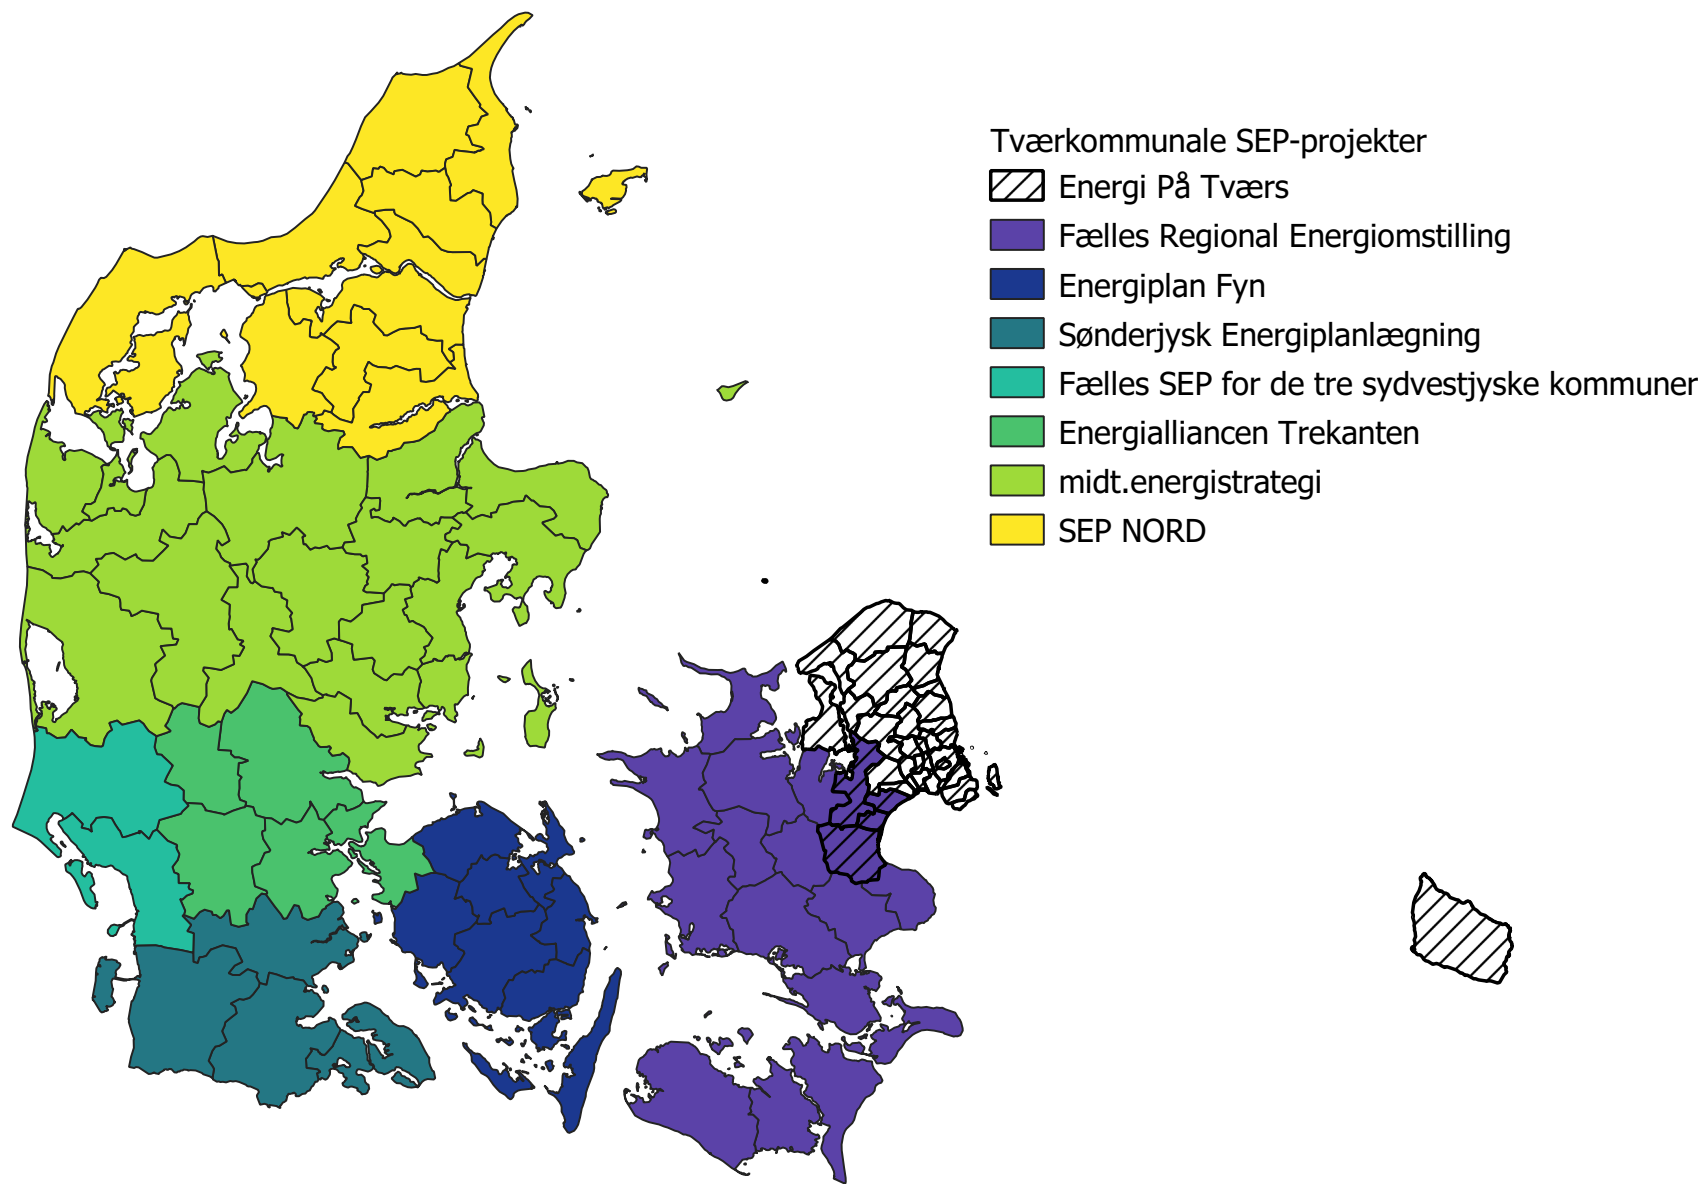 Tværkommunale SEP-projekter
Energi På Tværs
Fælles Regional Energiomstilling
Energiplan Fyn
Sønderjysk Energiplanlægning
Fælles SEP for de tre sydvestjyske kommuner
Energialliancen Trekanten
midt.energistrategi
SEP NORD